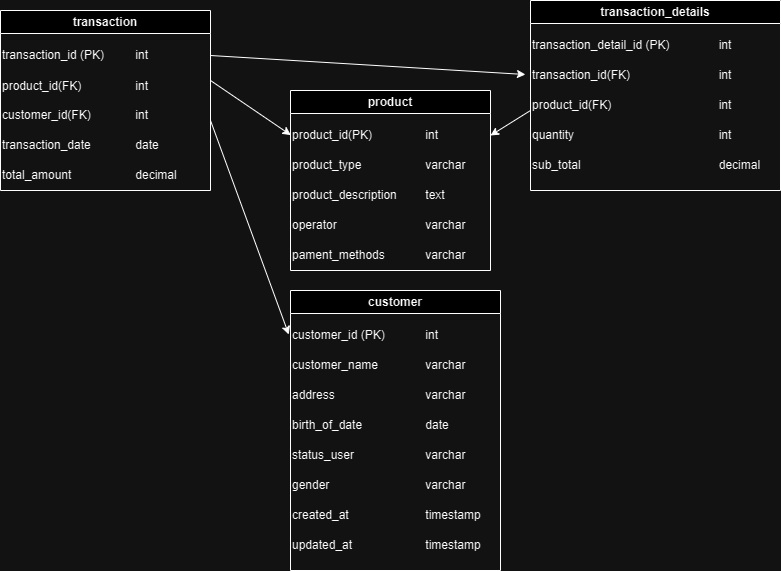 transaction
transaction_id (PK) int
product_id(FK) int
customer_id(FK) int
transaction_date date
total_amount decimal
transaction_details
transaction_detail_id (PK) int
transaction_id(FK) int
product_id(FK) int
quantity int
sub_total decimal
product
product_id(PK) int
product_type varchar
product_description text
operator varchar
pament_methods varchar
customer
customer_id (PK) int
customer_name varchar
address varchar
birth_of_date date
status_user varchar
gender varchar
created_at timestamp
updated_at timestamp